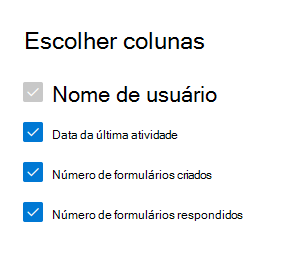 Escolher colunas
Nome de usuário
Data da última atividade
Número de formulários criados
Número de formulários respondidos